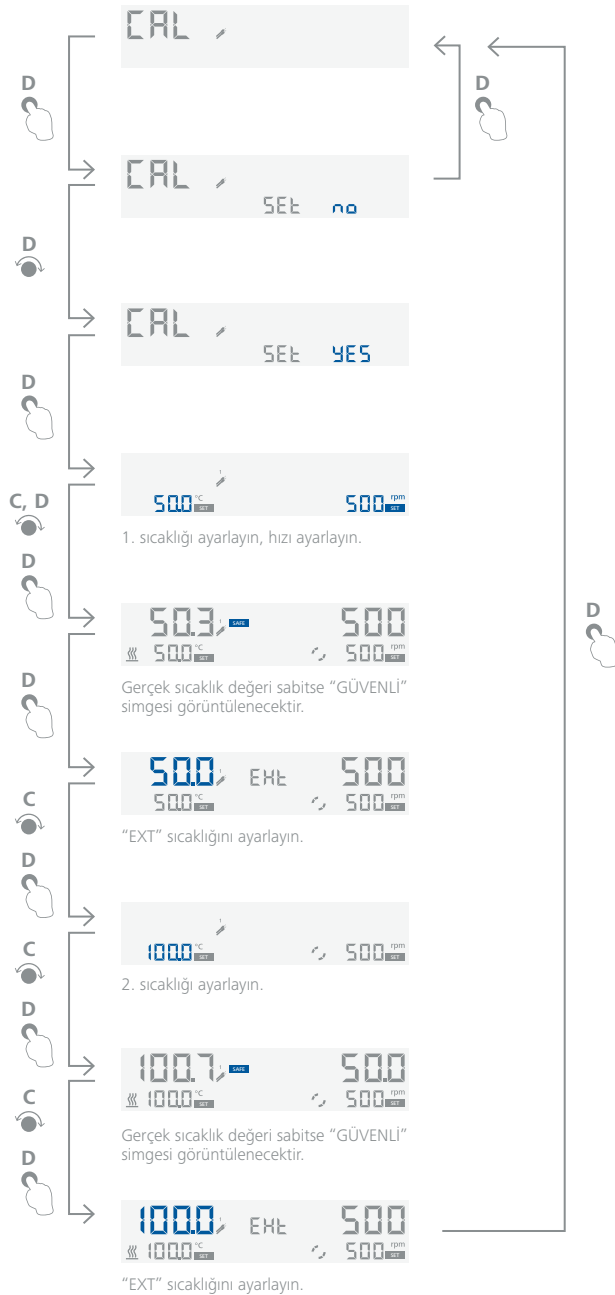 CAL
D
D
CAL
SEt no
D
CAL
SEt YES
D
50.0 °C SET 500 rpm SET
C, D
1. sıcaklığı ayarlayın, hızı ayarlayın.
D
50.3 SAFE 500
50.0 °C SET 500 rpm SET
D
Gerçek sıcaklık değeri sabitse “GÜVENLİ”
simgesi görüntülenecektir.
D
50.0 EHt 500
50.0 °C SET 500 rpm SET
C
“EXT” sıcaklığını ayarlayın.
D
100.0 °C SET 500 rpm SET
C
2. sıcaklığı ayarlayın.
D
100.7 SAFE 50.0
100.0 °C SET 500 rpm SET
C
Gerçek sıcaklık değeri sabitse “GÜVENLİ”
simgesi görüntülenecektir.
D
100.0 EHt 500
100.0 °C SET 500 rpm SET
“EXT” sıcaklığını ayarlayın.